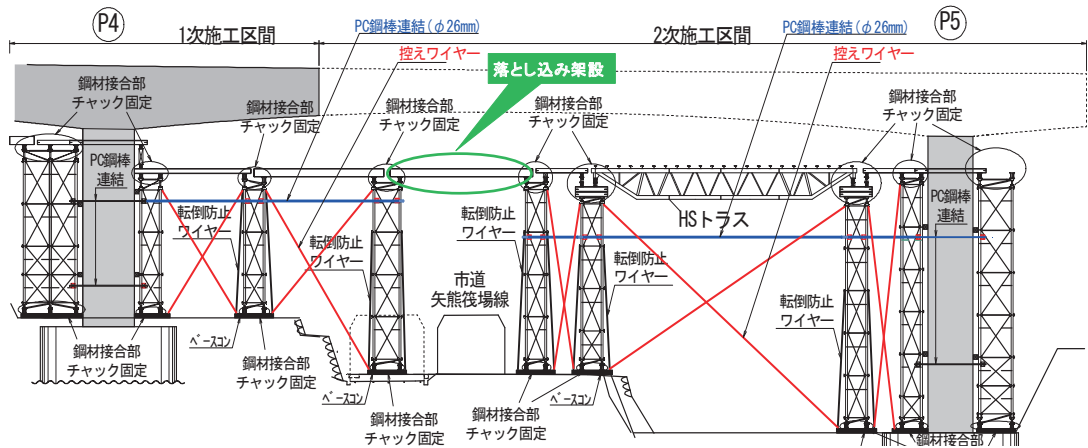 P4
1次施工区間
PC鋼棒連結(φ26mm)
控えワイヤー
2次施工区間
PC鋼棒連結(φ26mm)
控えワイヤー
P5
落とし込み架設
鋼材接合部
チャック固定
鋼材接合部
チャック固定
鋼材接合部
チャック固定
鋼材接合部
チャック固定
鋼材接合部
チャック固定
PC鋼棒
連結
PC鋼棒
連結
HSトラス
転倒防止
ワイヤー
転倒防止
ワイヤー
転倒防止
ワイヤー
転倒防止
ワイヤー
転倒防止
ワイヤー
市道
矢熊筏場線
ベースコン
ベースコン
ベースコン
鋼材接合部
チャック固定
鋼材接合部
チャック固定
鋼材接合部
チャック固定
鋼材接合部
チャック固定
鋼材接合部